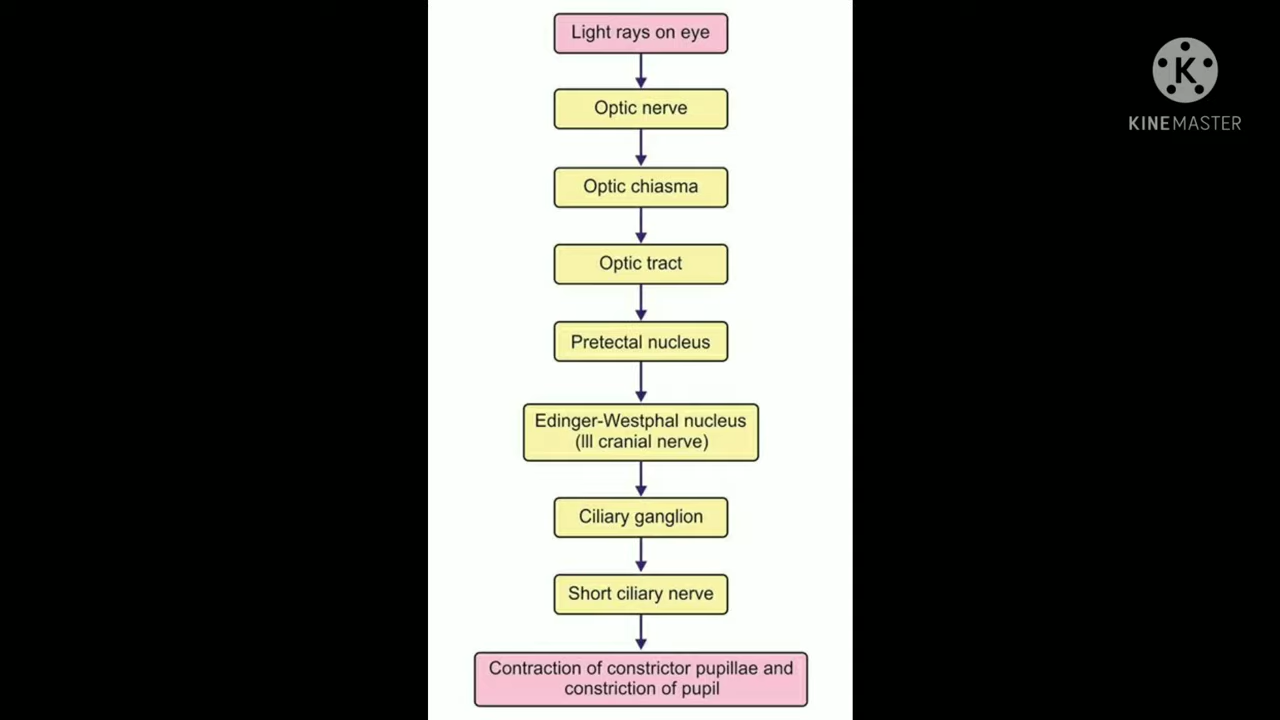 Light rays on eye
K
KINEMASTER
Optic nerve
Optic chiasma
Optic tract
Pretectal nucleus
Edinger-Westphal nucleus
(III cranial nerve)
Ciliary ganglion
Short ciliary nerve
Contraction of constrictor pupillae and
constriction of pupil